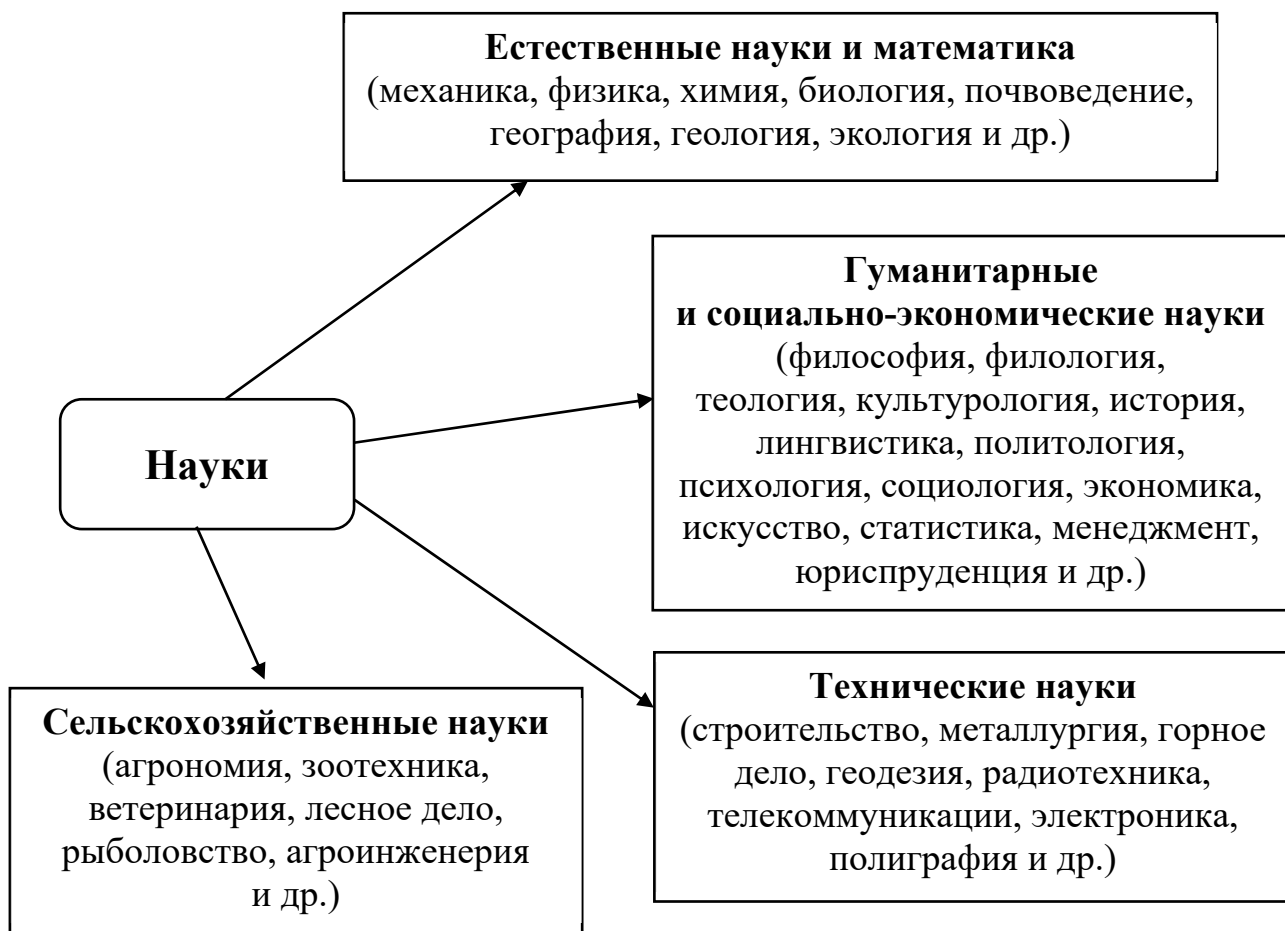 Естественные науки и математика
(механика, физика, химия, биология, почвоведение,
география, геология, экология и др.)
Гуманитарные
и социально-экономические науки
(философия, филология,
теология, культурология, история,
лингвистика, политология,
психология, социология, экономика,
искусство, статистика, менеджмент,
юриспруденция и др.)
Науки
Технические науки
(строительство, металлургия, горное
дело, геодезия, радиотехника,
телекоммуникации, электроника,
полиграфия и др.)
Сельскохозяйственные науки
(агрономия, зоотехника,
ветеринария, лесное дело,
рыболовство, агроинженерия
и др.)